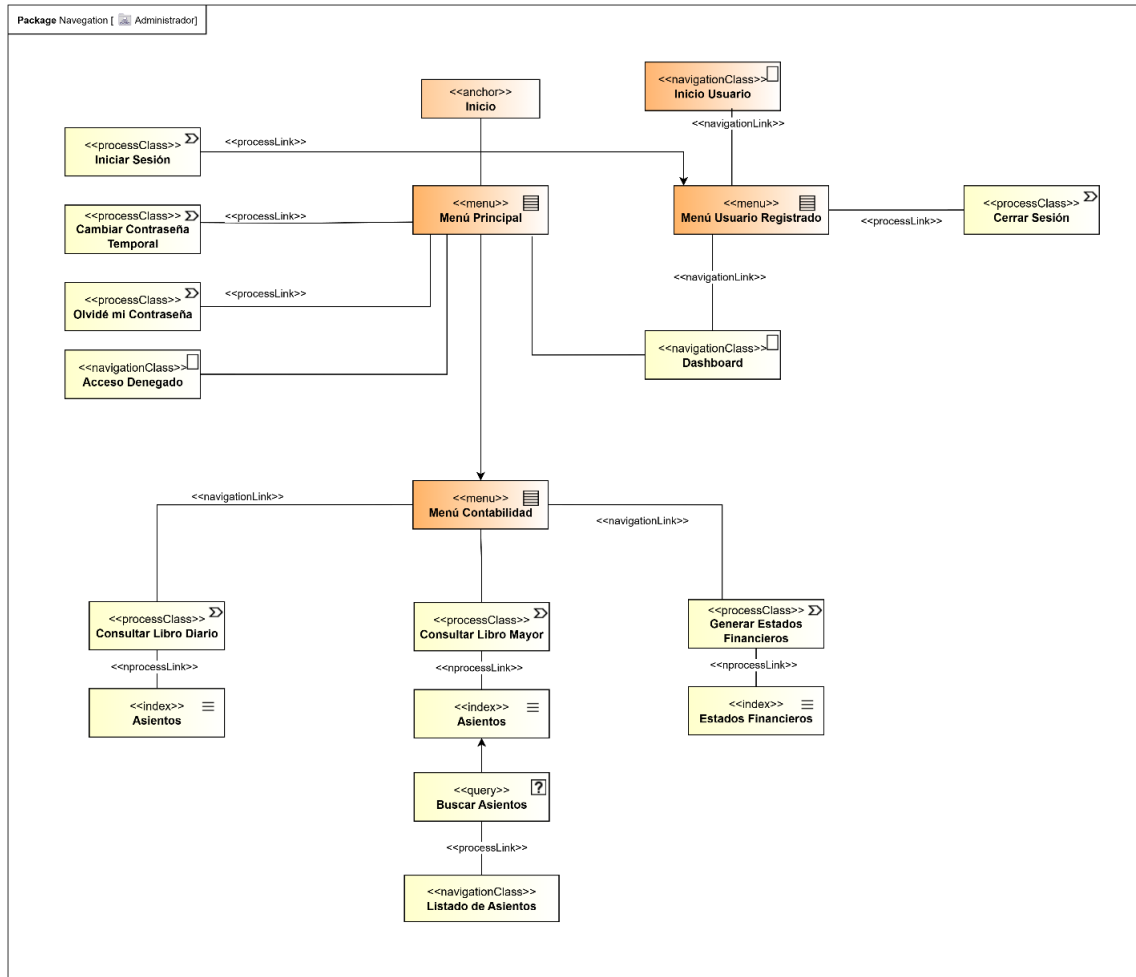 Package Navegation [ Administrador]
<<navigationClass>>
Inicio Usuario
<<anchor>>
Inicio
<<navigationLink>>
<<processClass>>
Iniciar Sesión
<<processLink>>
<<menu>>
Menú Principal
<<menu>>
Menú Usuario Registrado
<<processClass>>
Cerrar Sesión
<<processLink>>
<<processClass>>
Cambiar Contraseña
Temporal
<<processLink>>
<<navigationLink>>
<<processClass>>
Olvidé mi Contraseña
<<processLink>>
<<navigationClass>>
Acceso Denegado
<<navigationClass>>
Dashboard
<<navigationLink>>
<<menu>>
Menú Contabilidad
<<navigationLink>>
<<processClass>>
Consultar Libro Diario
<<processClass>>
Consultar Libro Mayor
<<processClass>>
Generar Estados
Financieros
<<nprocessLink>>
<<nprocessLink>>
<<nprocessLink>>
<<index>>
Asientos
<<index>>
Asientos
<<index>>
Estados Financieros
<<query>>
Buscar Asientos
?
<<processLink>>
<<navigationClass>>
Listado de Asientos